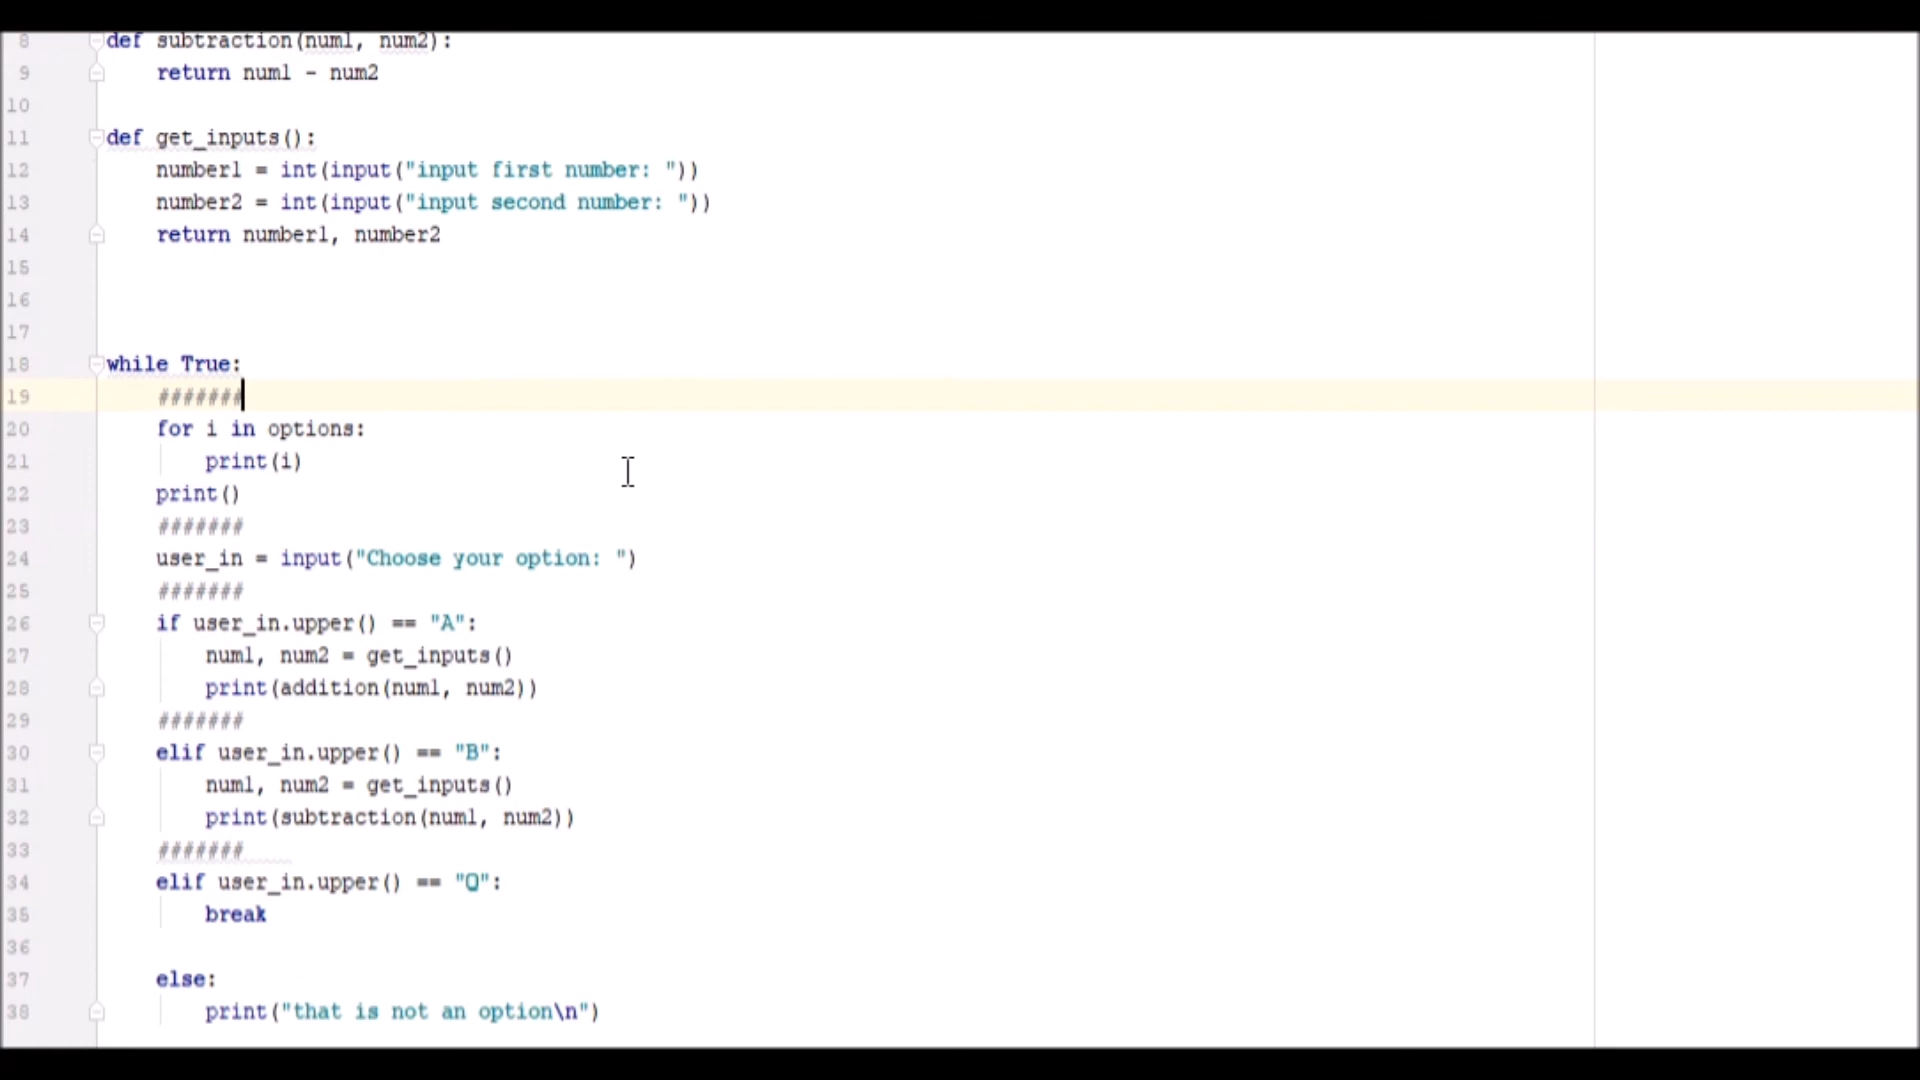 8 def subtraction(num1, num2):
9     return num1 - num2
10
11 def get_inputs():
12     number1 = int(input("input first number: "))
13     number2 = int(input("input second number: "))
14     return number1, number2
15
16
17
18 while True:
19     #######
20     for i in options:
21         print(i)
22     print()
23     #######
24     user_in = input("Choose your option: ")
25     #######
26     if user_in.upper() == "A":
27         num1, num2 = get_inputs()
28         print(addition(num1, num2))
29     #######
30     elif user_in.upper() == "B":
31         num1, num2 = get_inputs()
32         print(subtraction(num1, num2))
33     #######
34     elif user_in.upper() == "Q":
35         break
36
37     else:
38         print("that is not an option\n")